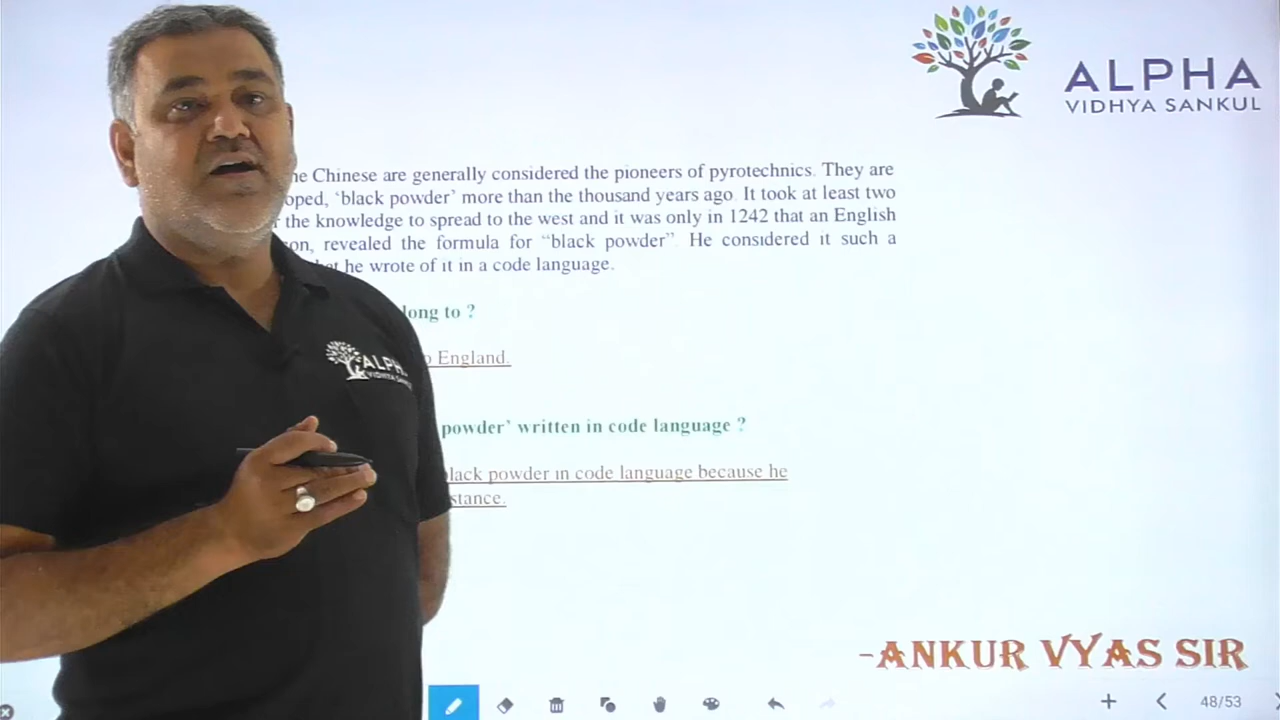 ALPHA
VIDHYA SANKUL
he Chinese are generally considered the pioneers of pyrotechnics. They are
oped, ‘black powder’ more than the thousand years ago. It took at least two
the knowledge to spread to the west and it was only in 1242 that an English
on, revealed the formula for “black powder”. He considered it such a
he wrote of it in a code language.
long to ?
England.
powder’ written in code language ?
lack powder in code language because he
stance.
ALPH
VIDHYA SANKU
-ANKUR VYAS SIR
48/53